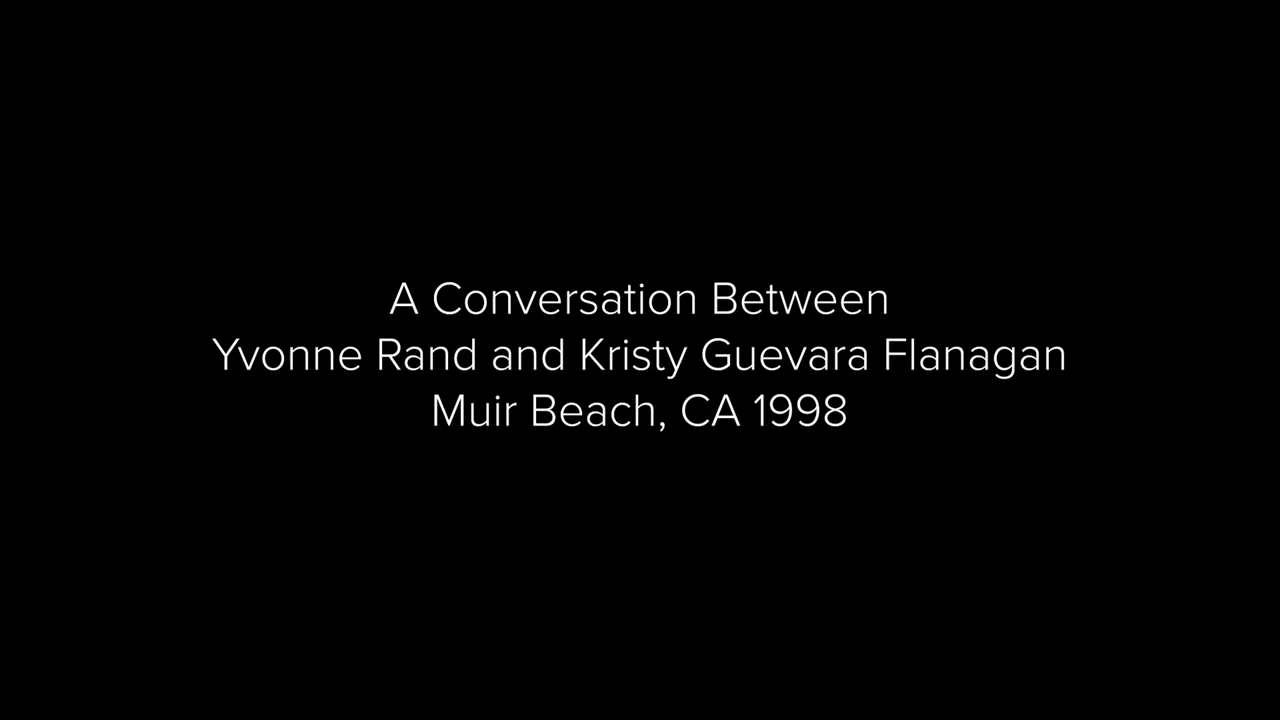 A Conversation Between
Yvonne Rand and Kristy Guevara Flanagan
Muir Beach, CA 1998